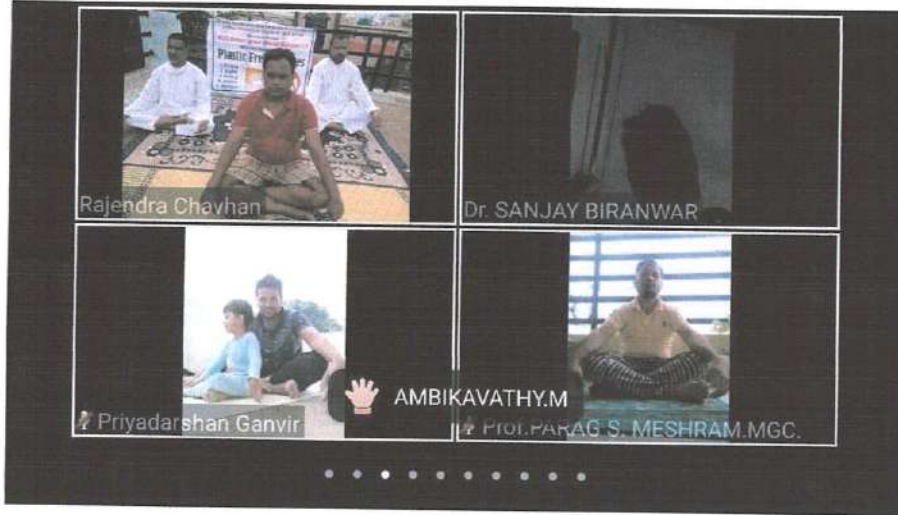 Plastic Free
Rajendra Chavhan
Dr. SANJAY BIRANWAR
Priyadarshan Ganvir
AMBIKAVATHY.M
Prof.PARAG S. MESHRAM.MGC.